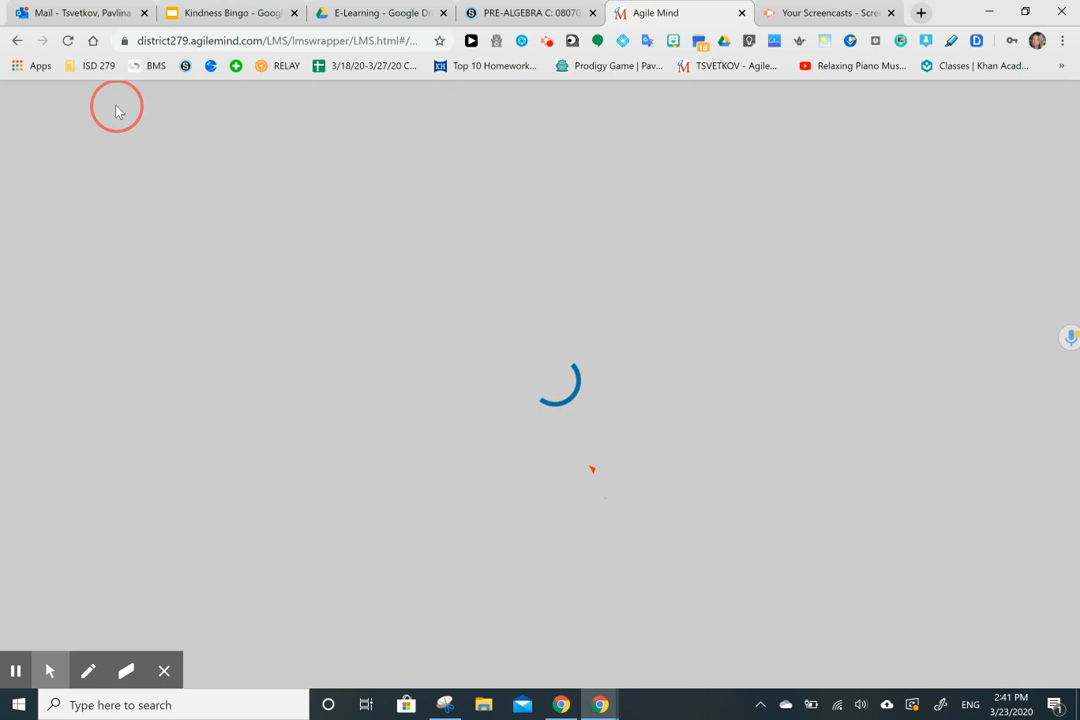 Mail - Tsvetkov, Pavlina
Kindness Bingo - Goog
E-Learning - Google Dri
PRE-ALGEBRA C: 0807
Agile Mind
Your Screencasts - Scre
district279.agilemind.com/LMS/lmswrapper/LMS.html#/...
Apps
ISD 279
BMS
RELAY
3/18/20-3/27/20 C...
Top 10 Homework...
Prodigy Game | Pav...
TSVETKOV - Agile...
Relaxing Piano Mus...
Classes | Khan Acad...
»
Type here to search
ENG
2:41 PM
3/23/2020